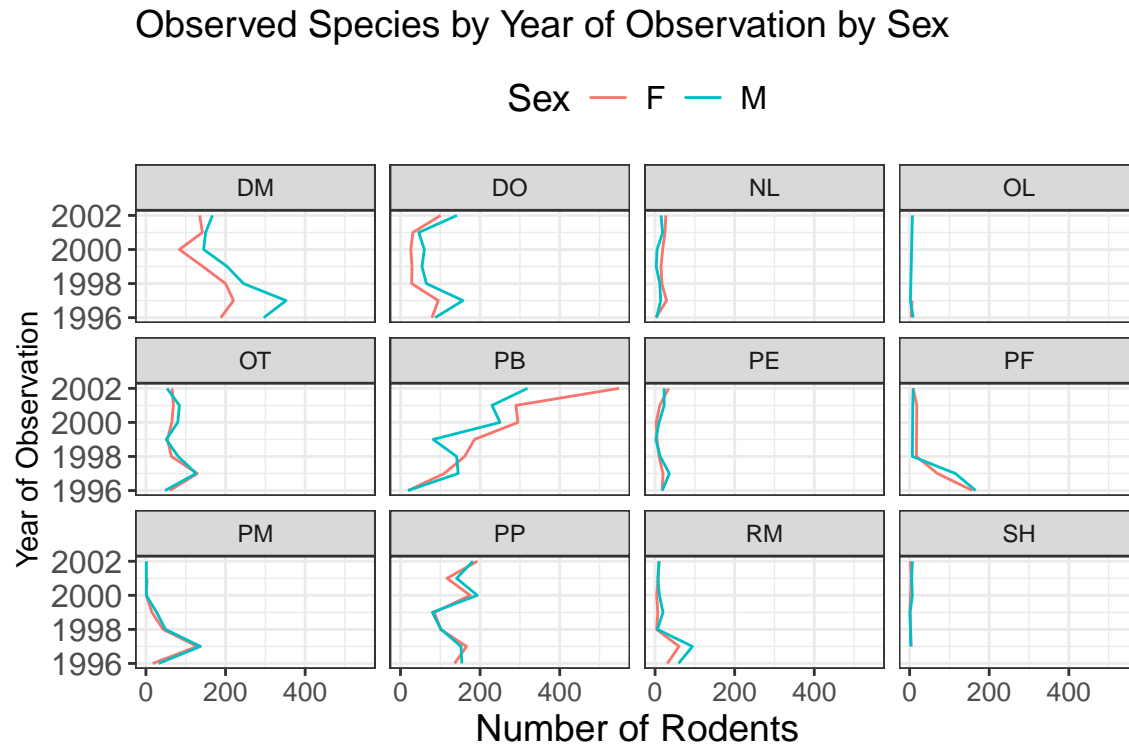 Observed Species by Year of Observation by Sex
Sex F M
DM DO NL OL
2002
2000
1998
1996
OT PB PE PF
2002
2000
1998
1996
PM PP RM SH
2002
2000
1998
1996
0 200 400 0 200 400 0 200 400 0 200 400
Number of Rodents
Year of Observation